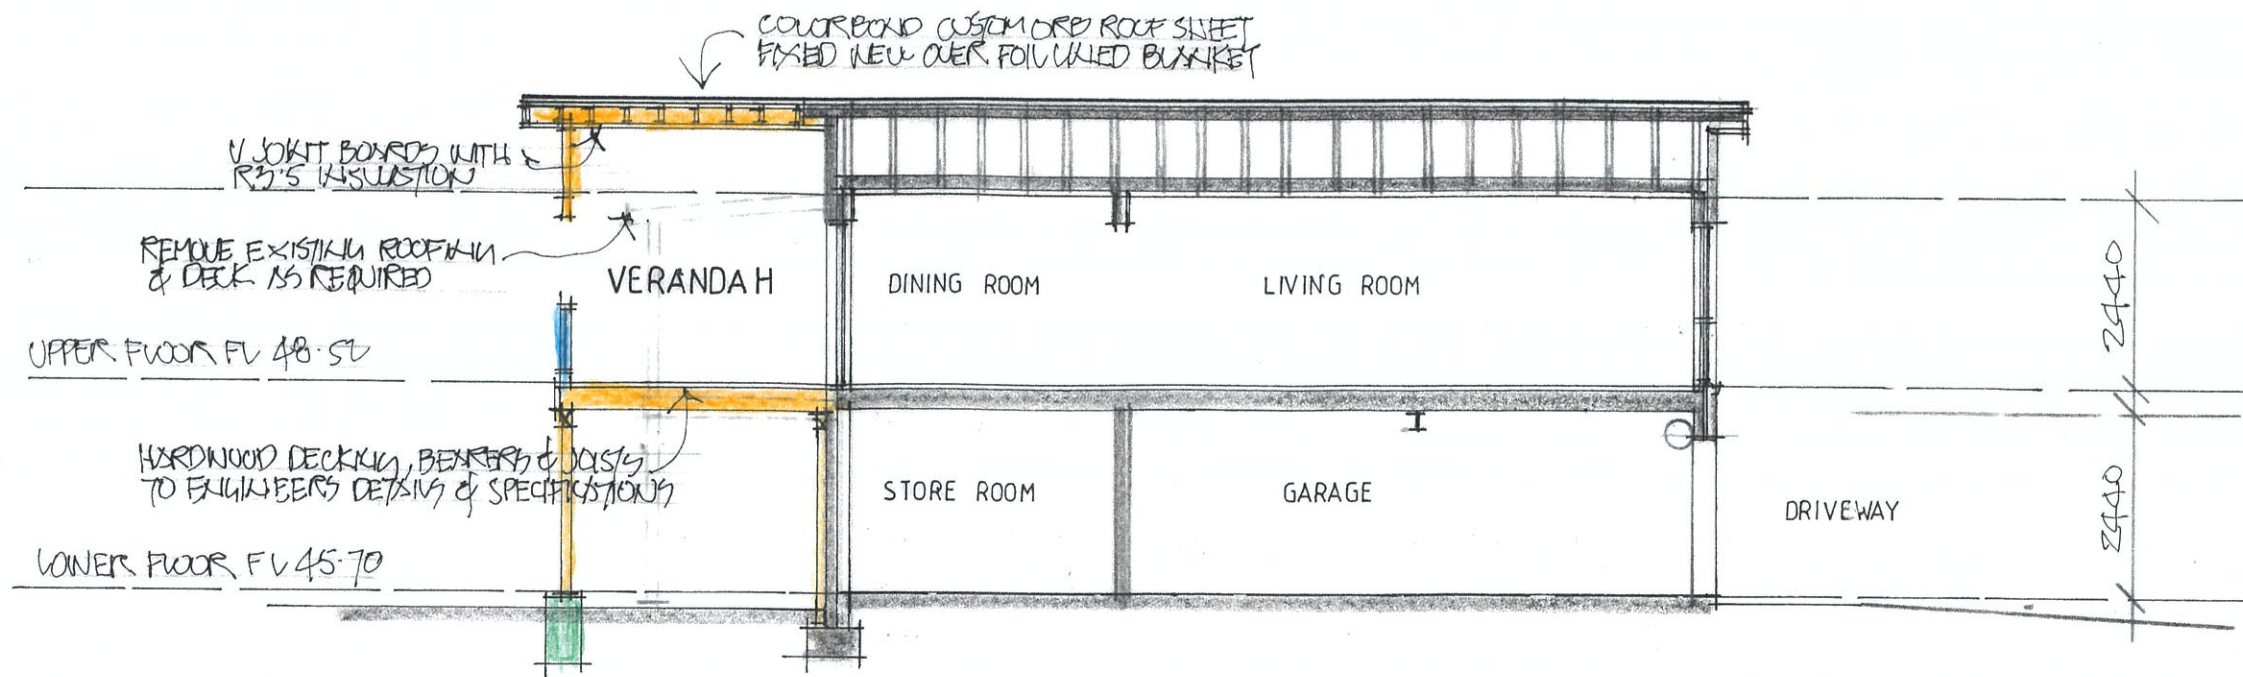 COLORBOND CUSTOM ORB ROOF SHEET
FIXED NEW OVER FOIL BLANKET
V JOINT BOARDS WITH
R3.5 INSULATION
REMOVE EXISTING ROOFING
& DECK AS REQUIRED
VERANDAH
DINING ROOM
LIVING ROOM
2440
UPPER FLOOR FL 48.52
HARDWOOD DECKING, BEARERS & JOISTS
TO ENGINEERS DETAILS & SPECIFICATIONS
STORE ROOM
GARAGE
DRIVEWAY
2440
LOWER FLOOR FL 45.70